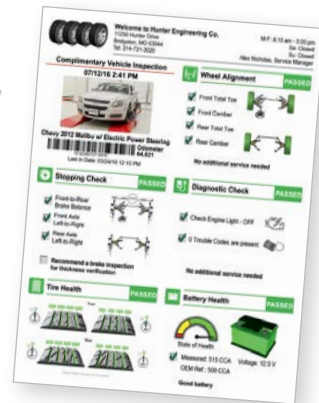 Welcome to Hunter Engineering Co.
11250 Hunter Drive
Bridgeton, MO 63044
Tel: 314-731-3020
M-F: 8:15 am - 5:00 pm
Sa: Closed
Su: Closed
Alex Nicholas, Service Manager
Complimentary Vehicle Inspection
07/12/16 2:41 PM
Chevy 2012 Malibu w/ Electric Power Steering
Odometer
64,621
Last in Date: 03/24/16 12:15 PM
Wheel Alignment
PASSED
Front Total Toe
Front Camber
Rear Total Toe
Rear Camber
No additional service needed
Stopping Check
PASSED
Front-to-Rear
Brake Balance
Front Axle
Left-to-Right
Rear Axle
Left-to-Right
Recommend a brake inspection
for thickness verification
Diagnostic Check
PASSED
Check Engine Light - OFF
0 Trouble Codes are present
No additional service needed
Tire Health
PASSED
Front
Rear
Battery Health
PASSED
State of Health
Measured: 515 CCA
OEM Ref.: 500 CCA
Voltage: 12.5 V
Good battery